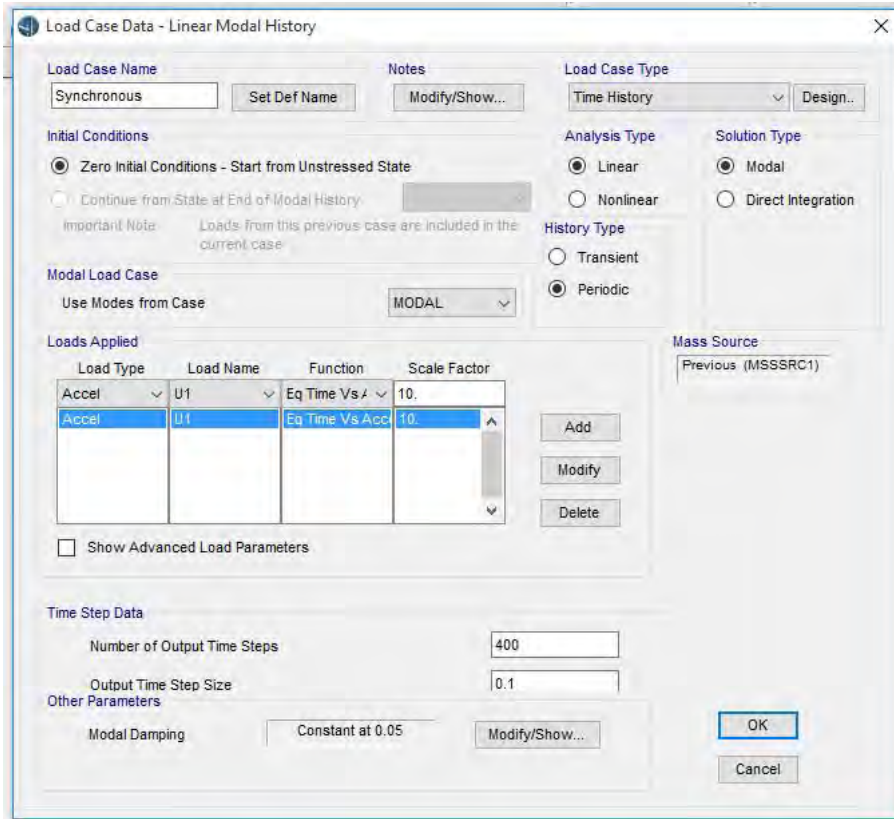 Load Case Data - Linear Modal History
Load Case Name
Notes
Load Case Type
Synchronous
Set Def Name
Modify/Show...
Time History
Design..
Initial Conditions
Analysis Type
Solution Type
Zero Initial Conditions - Start from Unstressed State
Linear
Modal
Continue from State at End of Modal History
Nonlinear
Direct Integration
Important Note: Loads from this previous case are included in the
current case
History Type
Transient
Periodic
Modal Load Case
Use Modes from Case
MODAL
Loads Applied
Mass Source
Load Type Load Name Function Scale Factor
Previous (MSSSRC1)
Accel U1 Eq Time Vs A 10.
Accel U1 Eq Time Vs Acce 10.
Add
Modify
Delete
Show Advanced Load Parameters
Time Step Data
Number of Output Time Steps
400
Output Time Step Size
0.1
Other Parameters
Modal Damping
Constant at 0.05
Modify/Show...
OK
Cancel